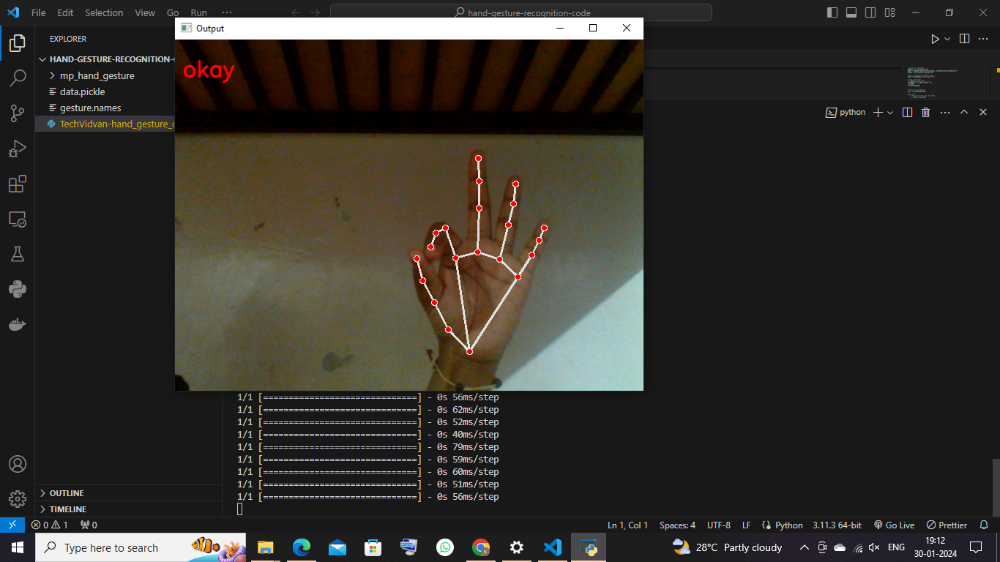 File Edit Selection View Go Run ···
hand-gesture-recognition-code
Output
okay
EXPLORER
HAND-GESTURE-RECOGNITION-
mp_hand_gesture
data.pickle
gesture.names
TechVidvan-hand_gesture_
python
1/1 [==============================] - 0s 56ms/step
1/1 [==============================] - 0s 62ms/step
1/1 [==============================] - 0s 52ms/step
1/1 [==============================] - 0s 40ms/step
1/1 [==============================] - 0s 79ms/step
1/1 [==============================] - 0s 59ms/step
1/1 [==============================] - 0s 60ms/step
1/1 [==============================] - 0s 51ms/step
1/1 [==============================] - 0s 56ms/step
OUTLINE
TIMELINE
0 1 0 Ln 1, Col 1 Spaces: 4 UTF-8 LF Python 3.11.3 64-bit Go Live Prettier
Type here to search 28°C Partly cloudy ENG 19:12
30-01-2024